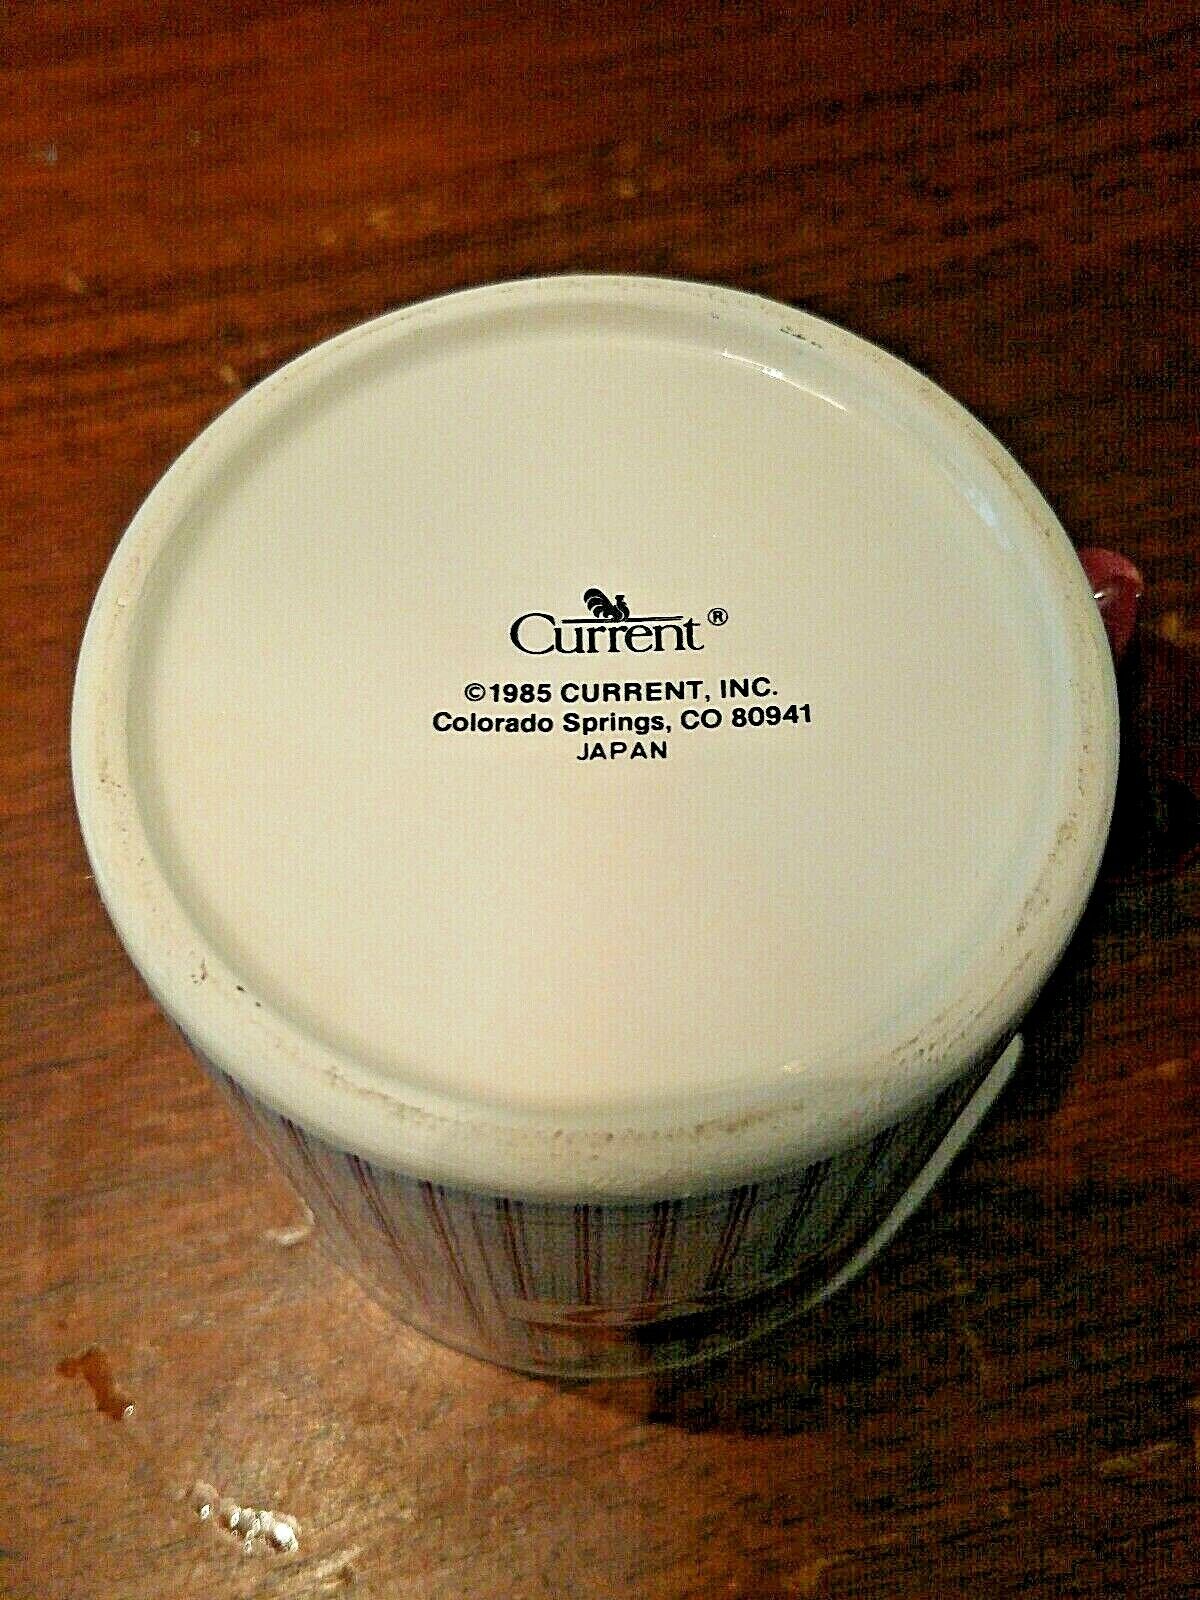 Current®
©1985 CURRENT, INC.
Colorado Springs, CO 80941
JAPAN